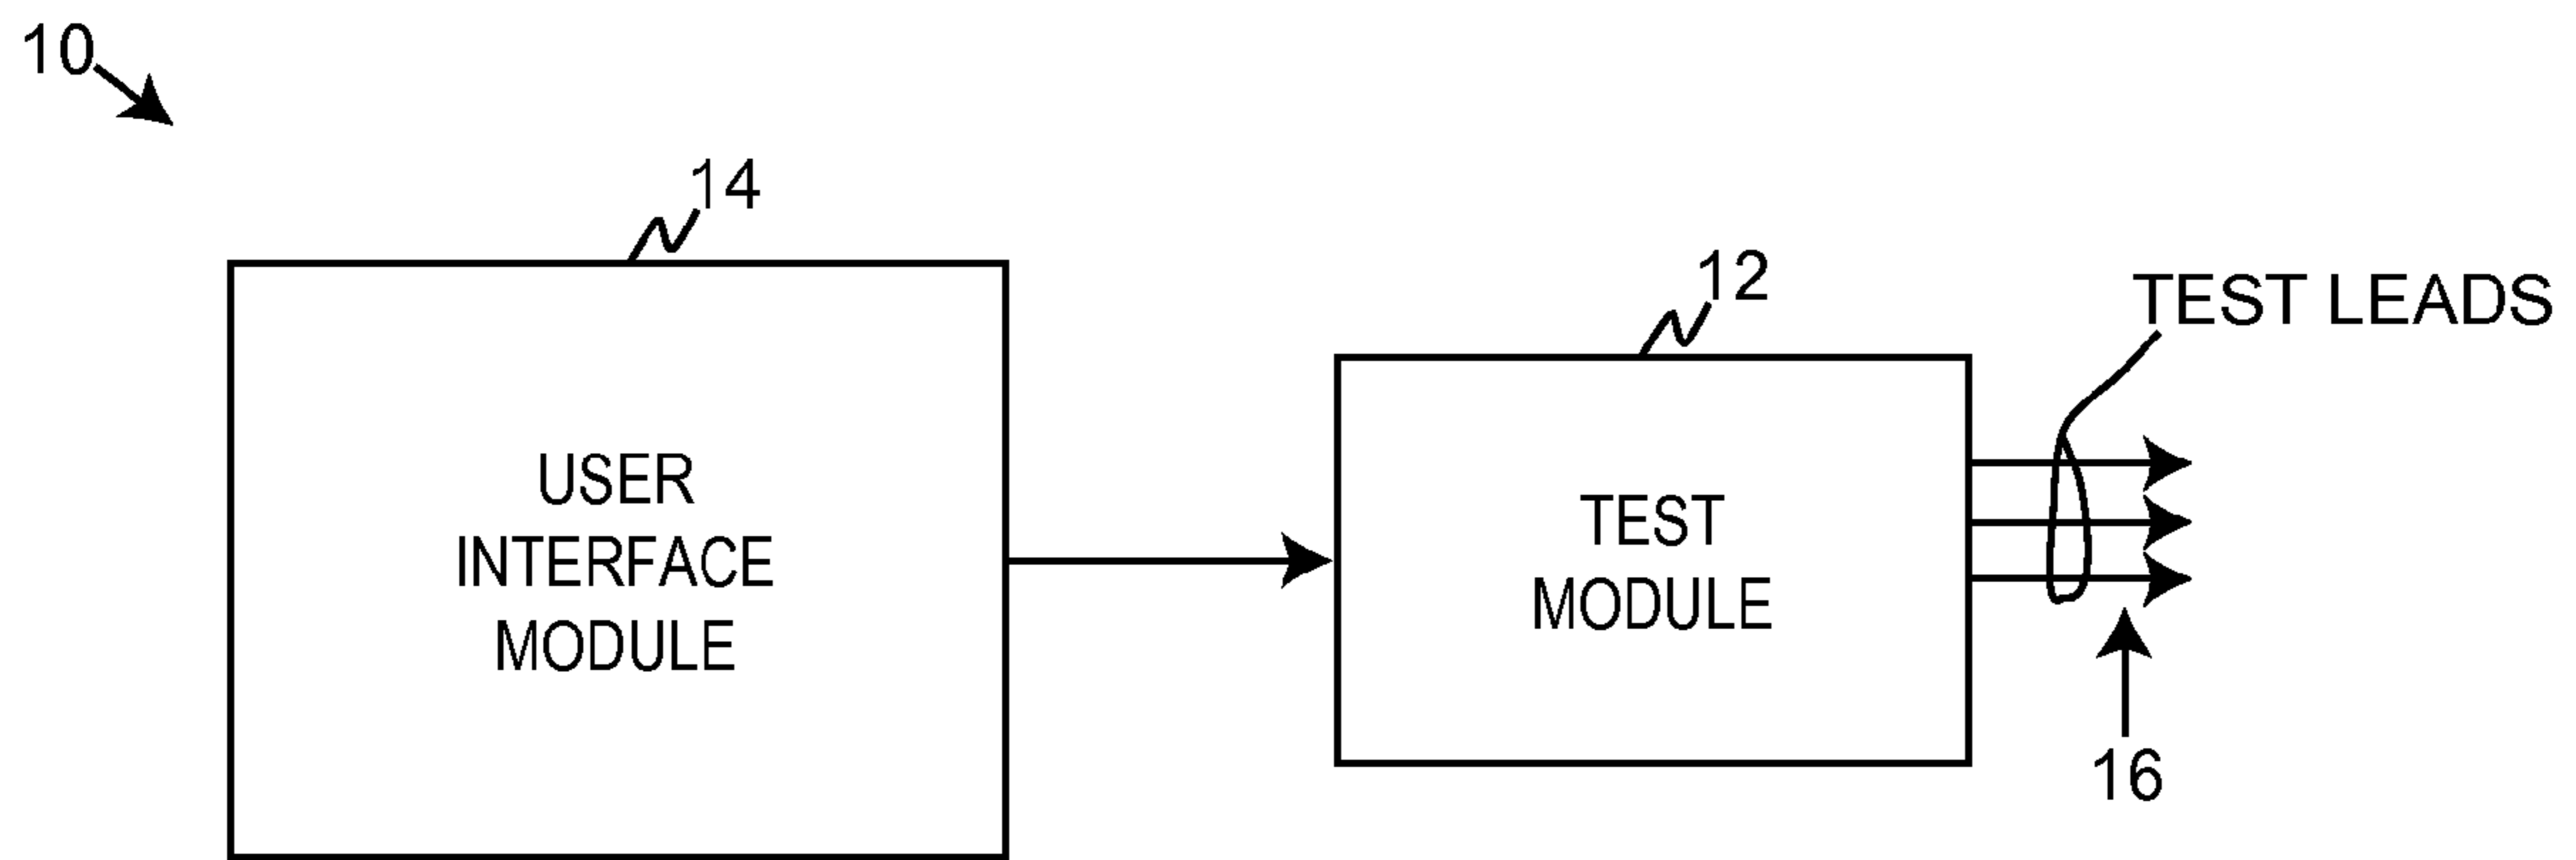 10
14
12
TEST LEADS
USER
INTERFACE
MODULE
TEST
MODULE
16